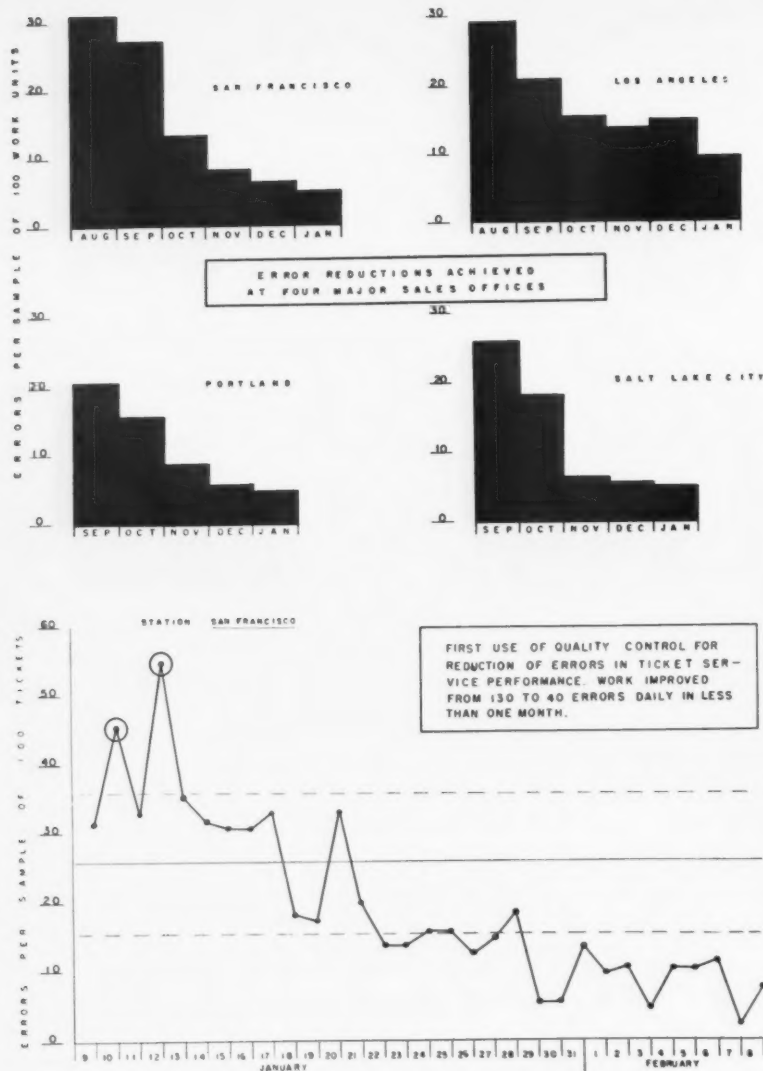 ERRORS PER SAMPLE OF 100 WORK UNITS
30
20
10
0
SAN FRANCISCO
AUG SEP OCT NOV DEC JAN
30
20
10
0
LOS ANGELES
AUG SEP OCT NOV DEC JAN
ERROR REDUCTIONS ACHIEVED
AT FOUR MAJOR SALES OFFICES
30
20
10
0
PORTLAND
SEP OCT NOV DEC JAN
30
20
10
0
SALT LAKE CITY
SEP OCT NOV DEC JAN
STATION SAN FRANCISCO
FIRST USE OF QUALITY CONTROL FOR
REDUCTION OF ERRORS IN TICKET SER-
VICE PERFORMANCE. WORK IMPROVED
FROM 130 TO 40 ERRORS DAILY IN LESS
THAN ONE MONTH.
ERRORS PER SAMPLE OF 100 TICKETS
60
50
40
30
20
10
0
9 10 11 12 13 14 15 16 17 18 19 20 21 22 23 24 25 26 27 28 29 30 31 1 2 3 4 5 6 7 8
JANUARY FEBRUARY